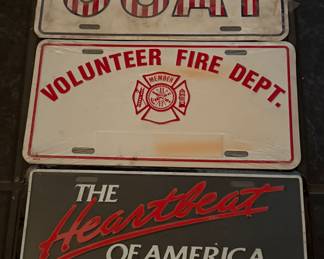 VOLUNTEER FIRE DEPT.
MEMBER
THE
Heartbeat
OF AMERICA